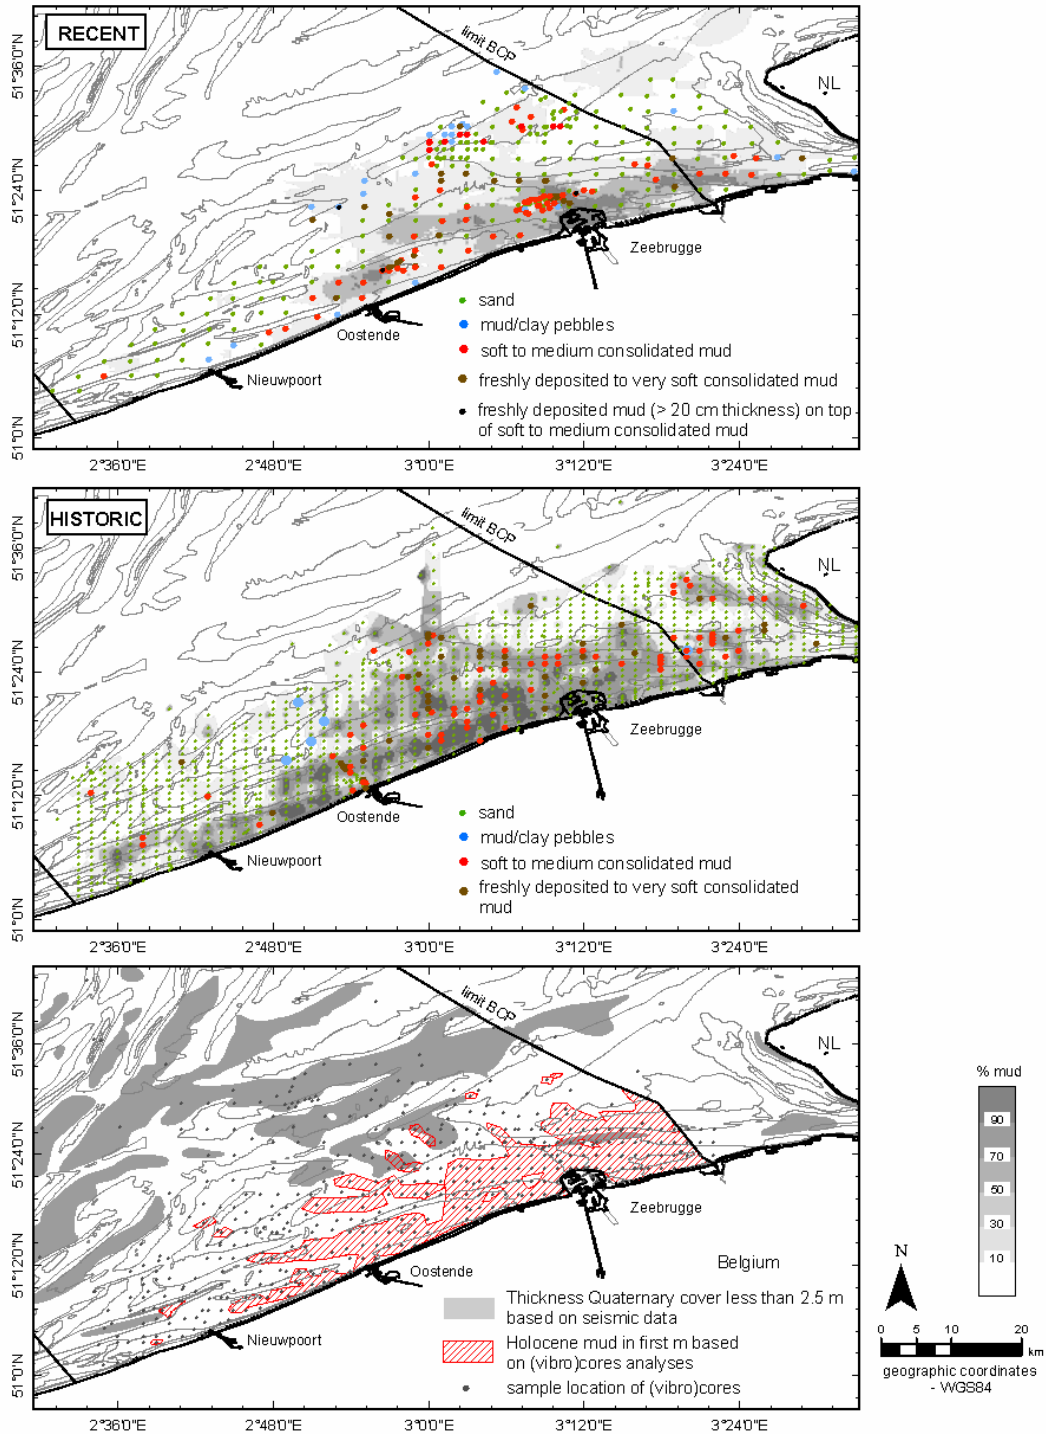 RECENT
limit BCP
NL
51°36'0"N
51°24'0"N
51°12'0"N
51°0'N
Zeebrugge
Oostende
Nieuwpoort
sand
mud/clay pebbles
soft to medium consolidated mud
freshly deposited to very soft consolidated mud
freshly deposited mud (> 20 cm thickness) on top
of soft to medium consolidated mud
2°36'0"E
2°48'0"E
3°0'0"E
3°12'0"E
3°24'0"E
HISTORIC
limit BCP
NL
51°36'0"N
51°24'0"N
51°12'0"N
51°0'N
Zeebrugge
Oostende
Nieuwpoort
sand
mud/clay pebbles
soft to medium consolidated mud
freshly deposited to very soft consolidated
mud
2°36'0"E
2°48'0"E
3°0'0"E
3°12'0"E
3°24'0"E
limit BCP
NL
51°36'0"N
51°24'0"N
51°12'0"N
51°0'N
Zeebrugge
Belgium
Oostende
Nieuwpoort
Thickness Quaternary cover less than 2.5 m
based on seismic data
Holocene mud in first m based
on (vibro)cores analyses
sample location of (vibro)cores
2°36'0"E
2°48'0"E
3°0'0"E
3°12'0"E
3°24'0"E
% mud
90
70
50
30
10
N
0 5 10 20
km
geographic coordinates
- WGS84